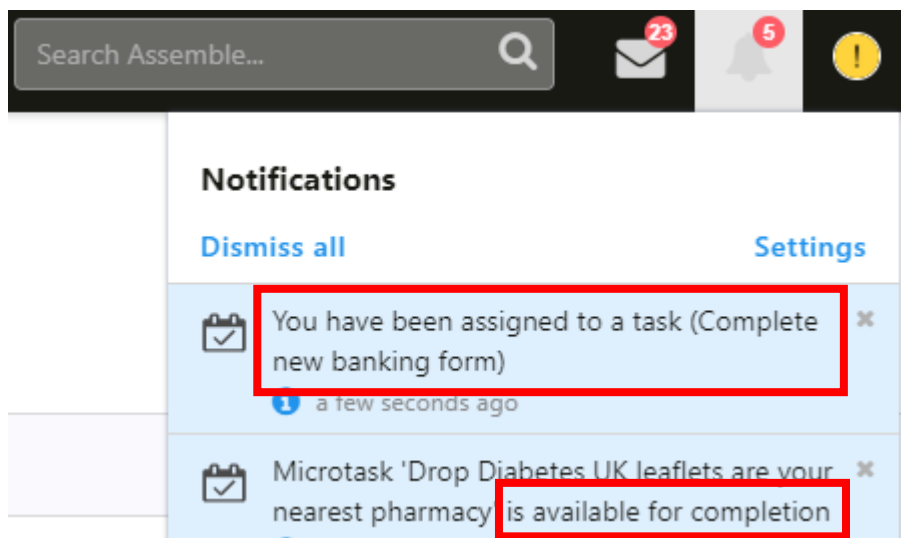 Search Assemble...
23
5
!
Notifications
Dismiss all
Settings
You have been assigned to a task (Complete
new banking form)
a few seconds ago
Microtask 'Drop Diabetes UK leaflets are your
nearest pharmacy' is available for completion